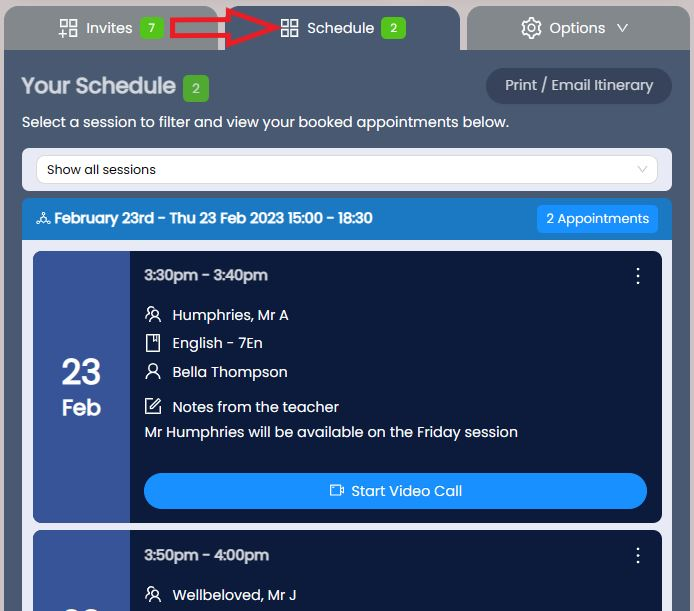 Invites 7 Schedule 2 Options
Your Schedule 2
Print / Email Itinerary
Select a session to filter and view your booked appointments below.
Show all sessions
February 23rd - Thu 23 Feb 2023 15:00 - 18:30 2 Appointments
23
Feb
3:30pm - 3:40pm
Humphries, Mr A
English - 7En
Bella Thompson
Notes from the teacher
Mr Humphries will be available on the Friday session
Start Video Call
3:50pm - 4:00pm
Wellbeloved, Mr J